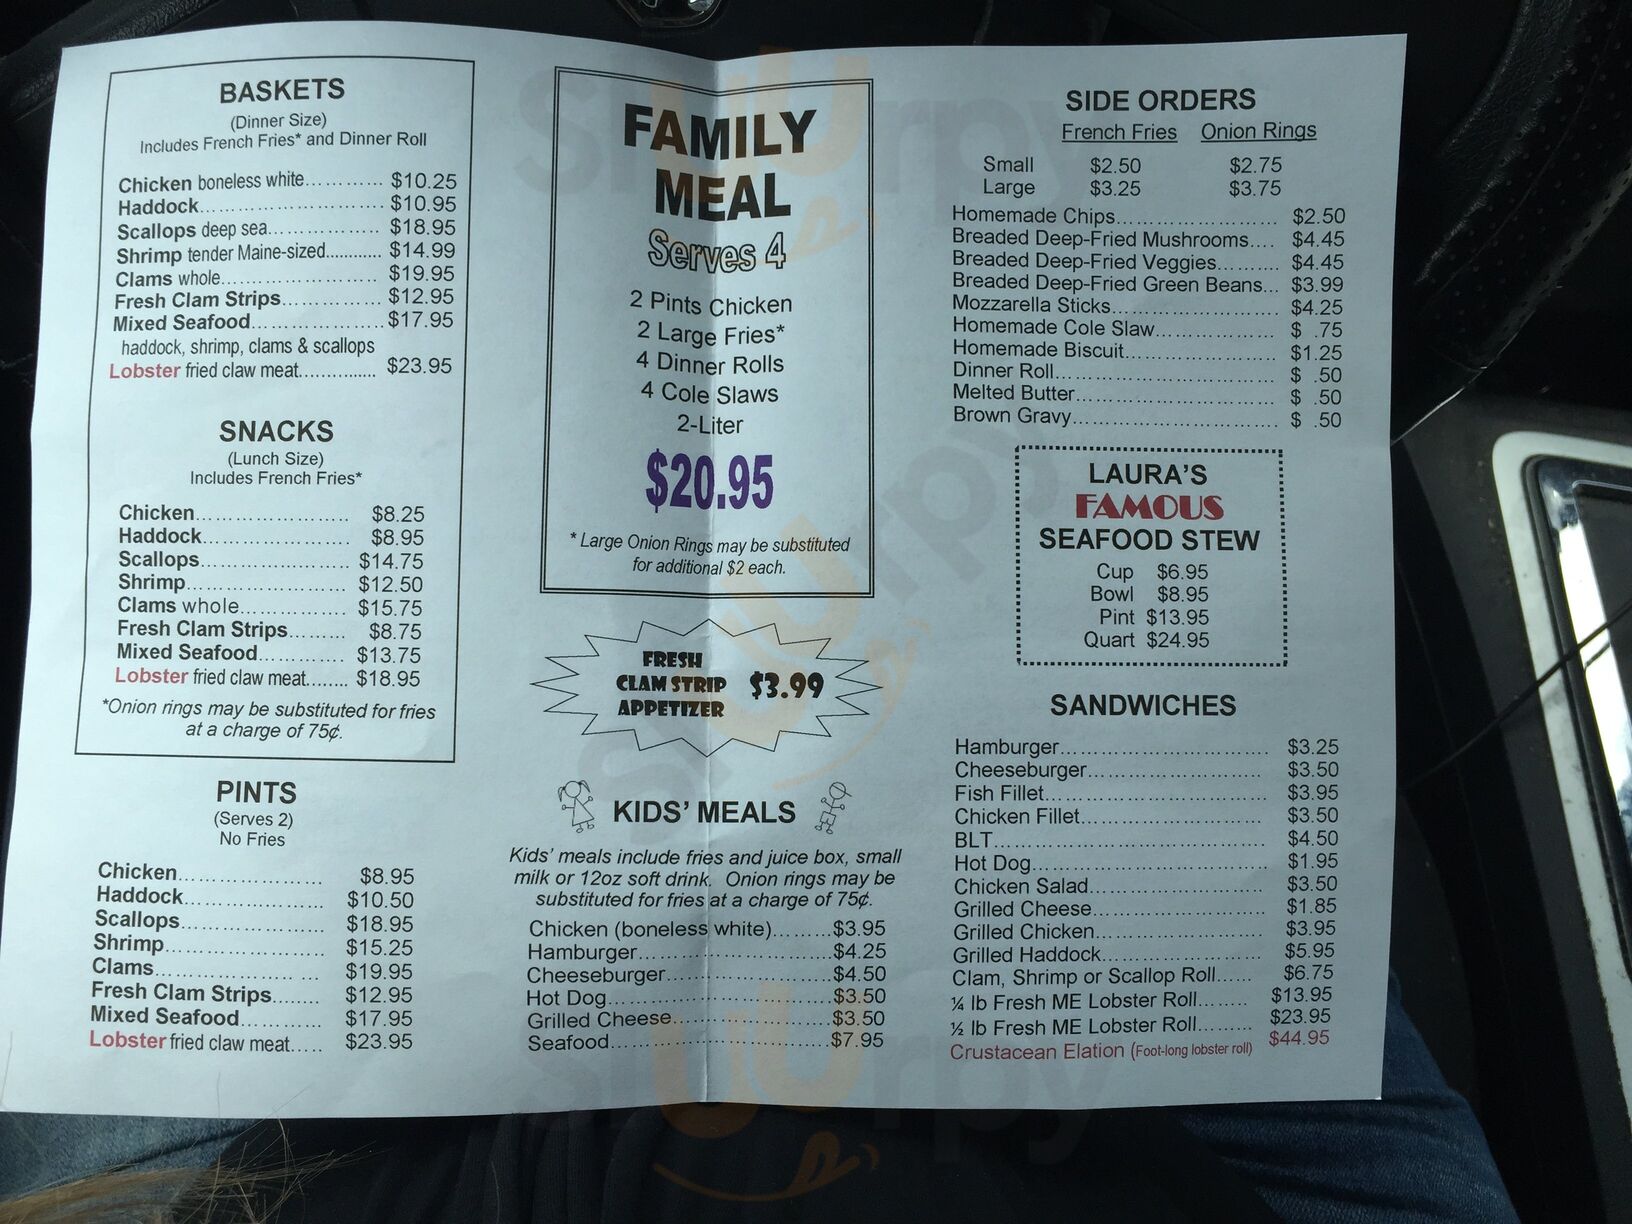 BASKETS
(Dinner Size)
Includes French Fries* and Dinner Roll
Chicken boneless white............ $10.25
Haddock............................ $10.95
Scallops deep sea................. $18.95
Shrimp tender Maine-sized............ $14.99
Clams whole........................ $19.95
Fresh Clam Strips............... $12.95
Mixed Seafood.................... $17.95
haddock, shrimp, clams & scallops
Lobster fried claw meat............... $23.95
SNACKS
(Lunch Size)
Includes French Fries*
Chicken....................... $8.25
Haddock...................... $8.95
Scallops...................... $14.75
Shrimp........................ $12.50
Clams whole................ $15.75
Fresh Clam Strips......... $8.75
Mixed Seafood............. $13.75
Lobster fried claw meat....... $18.95
*Onion rings may be substituted for fries
at a charge of 75¢.
PINTS
(Serves 2)
No Fries
Chicken...................... $8.95
Haddock..................... $10.50
Scallops...................... $18.95
Shrimp........................ $15.25
Clams......................... $19.95
Fresh Clam Strips........ $12.95
Mixed Seafood............ $17.95
Lobster fried claw meat..... $23.95
FAMILY
MEAL
Serves 4
2 Pints Chicken
2 Large Fries*
4 Dinner Rolls
4 Cole Slaws
2-Liter
$20.95
* Large Onion Rings may be substituted
for additional $2 each.
FRESH
CLAM STRIP $3.99
APPETIZER
KIDS' MEALS
Kids' meals include fries and juice box, small
milk or 12oz soft drink. Onion rings may be
substituted for fries at a charge of 75¢.
Chicken (boneless white).........$3.95
Hamburger.............................$4.25
Cheeseburger.........................$4.50
Hot Dog.................................$3.50
Grilled Cheese........................$3.50
Seafood.................................$7.95
SIDE ORDERS
French Fries Onion Rings
Small $2.50 $2.75
Large $3.25 $3.75
Homemade Chips........................ $2.50
Breaded Deep-Fried Mushrooms.... $4.45
Breaded Deep-Fried Veggies.......... $4.45
Breaded Deep-Fried Green Beans... $3.99
Mozzarella Sticks......................... $4.25
Homemade Cole Slaw.................. $ .75
Homemade Biscuit....................... $1.25
Dinner Roll................................. $ .50
Melted Butter.............................. $ .50
Brown Gravy............................... $ .50
LAURA'S
FAMOUS
SEAFOOD STEW
Cup $6.95
Bowl $8.95
Pint $13.95
Quart $24.95
SANDWICHES
Hamburger............................... $3.25
Cheeseburger.......................... $3.50
Fish Fillet................................. $3.95
Chicken Fillet............................ $3.50
BLT......................................... $4.50
Hot Dog................................... $1.95
Chicken Salad.......................... $3.50
Grilled Cheese.......................... $1.85
Grilled Chicken......................... $3.95
Grilled Haddock........................ $5.95
Clam, Shrimp or Scallop Roll..... $6.75
¼ lb Fresh ME Lobster Roll....... $13.95
½ lb Fresh ME Lobster Roll........ $23.95
Crustacean Elation (Foot-long lobster roll) $44.95
Sluurpy
Sluurpy
Sluurpy
Sluurpy